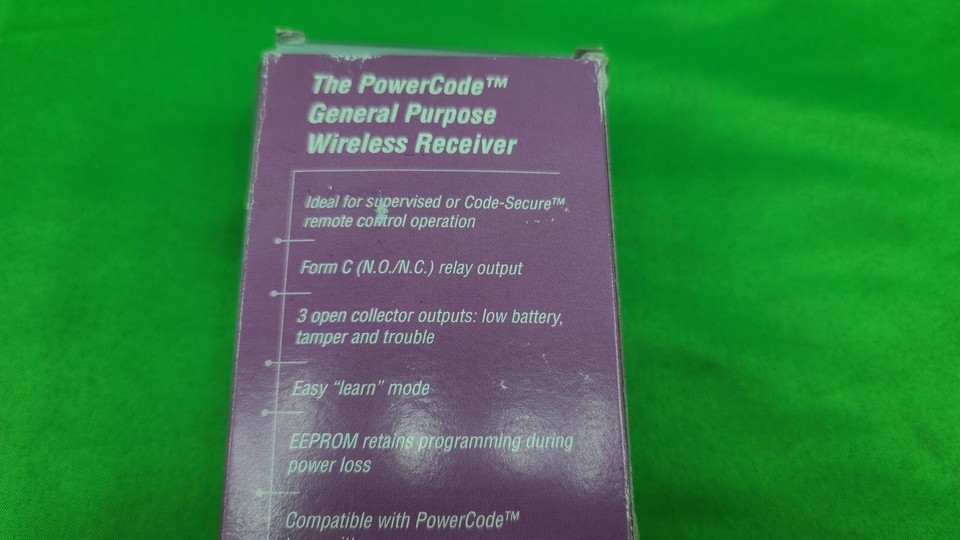 The PowerCode™
General Purpose
Wireless Receiver
Ideal for supervised or Code-Secure™
remote control operation
Form C (N.O./N.C.) relay output
3 open collector outputs: low battery,
tamper and trouble
Easy “learn” mode
EEPROM retains programming during
power loss
Compatible with PowerCode™